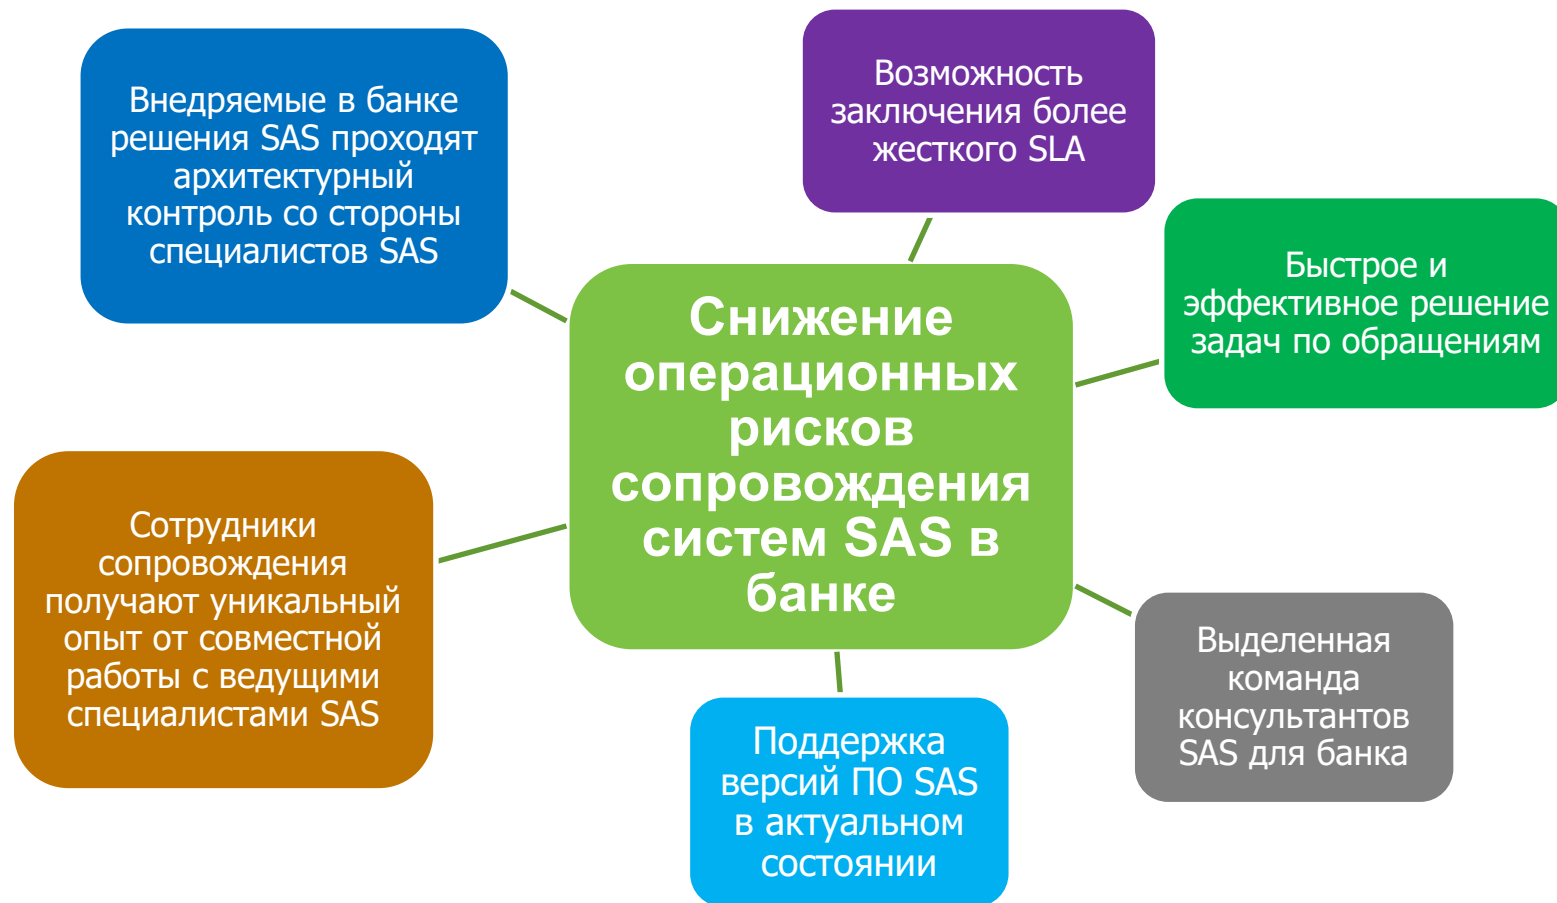 Внедряемые в банке
решения SAS проходят
архитектурный
контроль со стороны
специалистов SAS
Возможность
заключения более
жесткого SLA
Быстрое и
эффективное решение
задач по обращениям
Снижение
операционных
рисков
сопровождения
систем SAS в
банке
Сотрудники
сопровождения
получают уникальный
опыт от совместной
работы с ведущими
специалистами SAS
Выделенная
команда
консультантов
SAS для банка
Поддержка
версий ПО SAS
в актуальном
состоянии